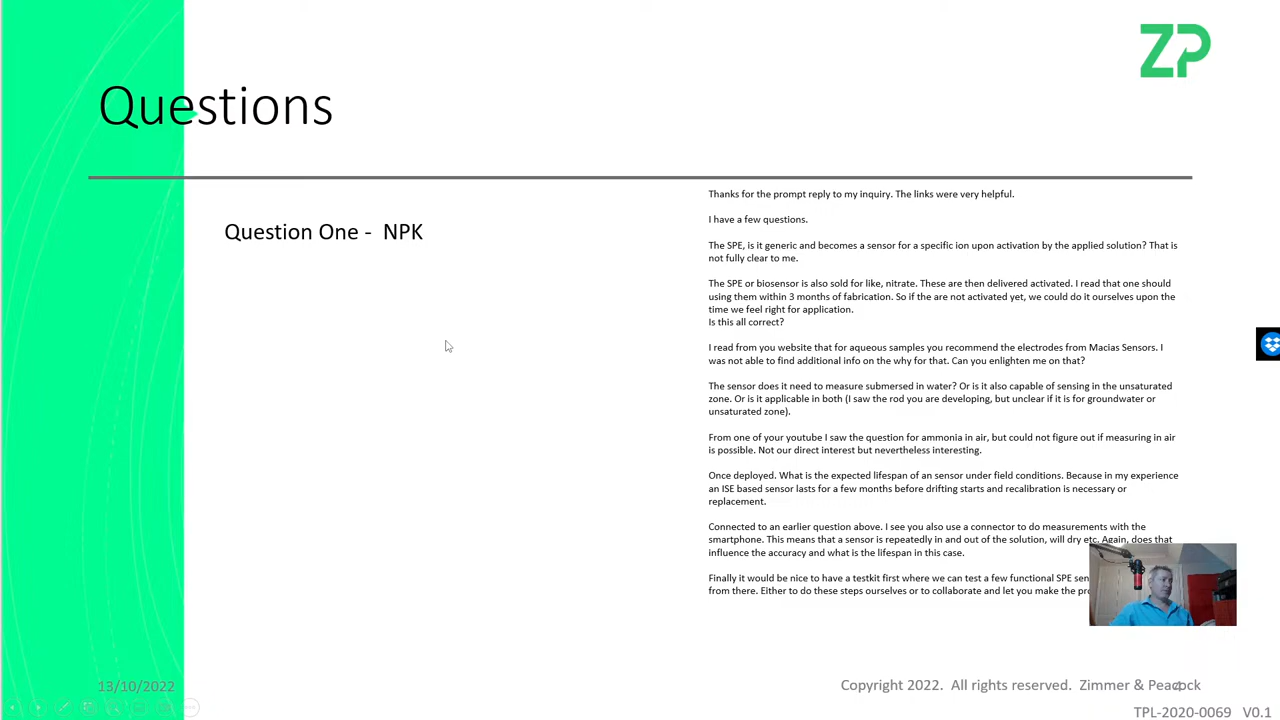 ZP
Questions
Question One -  NPK
Thanks for the prompt reply to my inquiry. The links were very helpful.
I have a few questions.
The SPE, is it generic and becomes a sensor for a specific ion upon activation by the applied solution? That is
not fully clear to me.
The SPE or biosensor is also sold for like, nitrate. These are then delivered activated. I read that one should
using them within 3 months of fabrication. So if the are not activated yet, we could do it ourselves upon the
time we feel right for application.
Is this all correct?
I read from you website that for aqueous samples you recommend the electrodes from Macias Sensors. I
was not able to find additional info on the why for that. Can you enlighten me on that?
The sensor does it need to measure submersed in water? Or is it also capable of sensing in the unsaturated
zone. Or is it applicable in both (I saw the rod you are developing, but unclear if it is for groundwater or
unsaturated zone).
From one of your youtube I saw the question for ammonia in air, but could not figure out if measuring in air
is possible. Not our direct interest but nevertheless interesting.
Once deployed. What is the expected lifespan of an sensor under field conditions. Because in my experience
an ISE based sensor lasts for a few months before drifting starts and recalibration is necessary or
replacement.
Connected to an earlier question above. I see you also use a connector to do measurements with the
smartphone. This means that a sensor is repeatedly in and out of the solution, will dry etc. Again, does that
influence the accuracy and what is the lifespan in this case.
Finally it would be nice to have a testkit first where we can test a few functional SPE
from there. Either to do these steps ourselves or to collaborate and let you make the
13/10/2022
Copyright 2022.  All rights reserved.  Zimmer & Peacock
4
TPL-2020-0069   V0.1